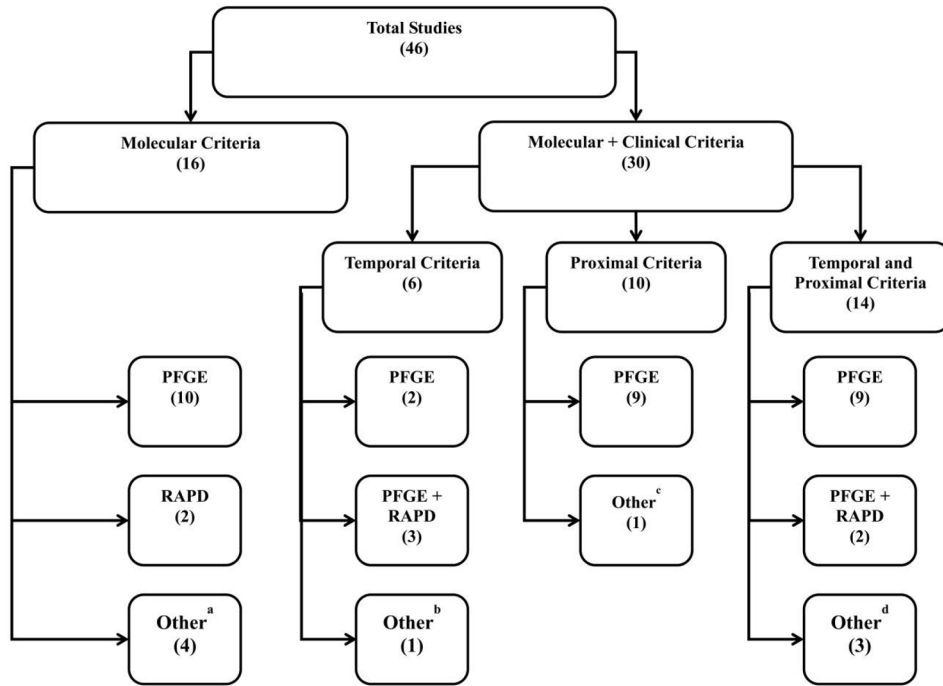 Total Studies
(46)
Molecular Criteria
(16)
Molecular + Clinical Criteria
(30)
Temporal Criteria
(6)
Proximal Criteria
(10)
Temporal and
Proximal Criteria
(14)
PFGE
(10)
PFGE
(2)
PFGE
(9)
PFGE
(9)
RAPD
(2)
PFGE +
RAPD
(3)
Other c
(1)
PFGE +
RAPD
(2)
Other a
(4)
Other b
(1)
Other d
(3)